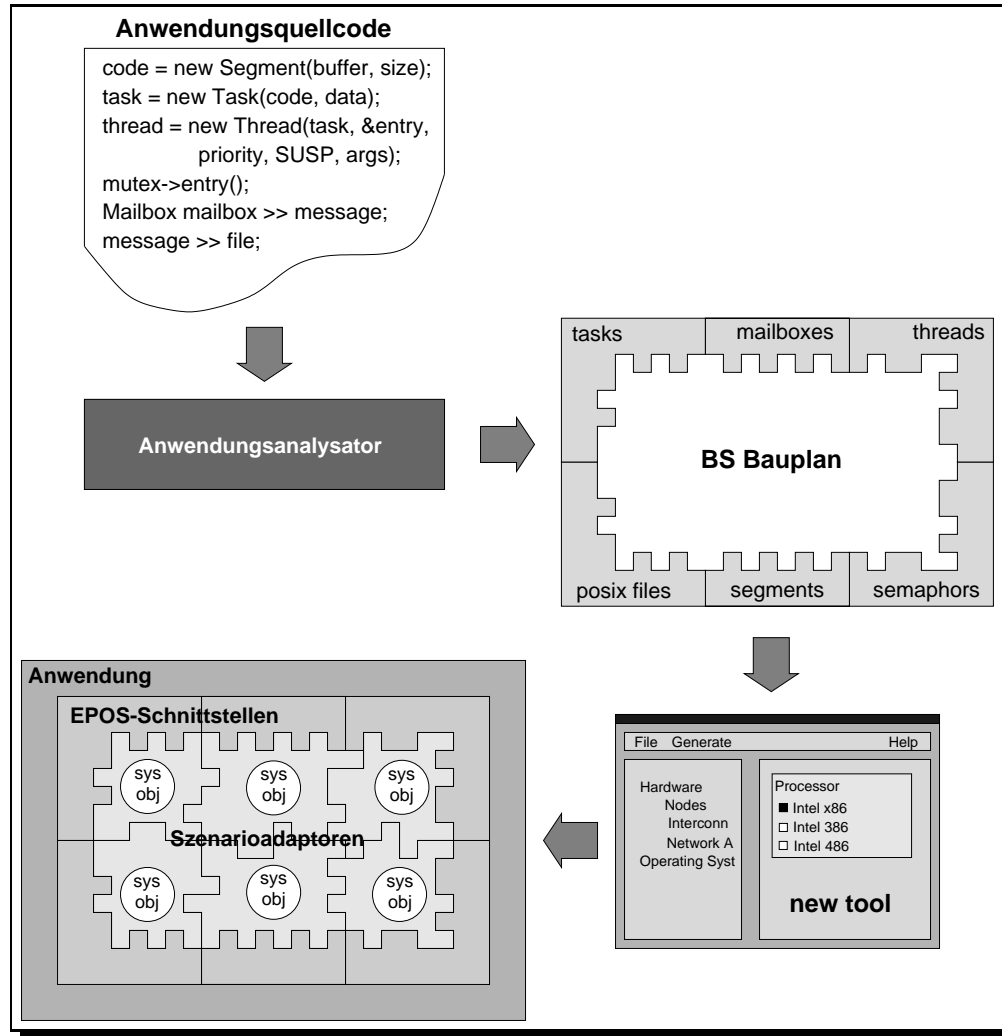 Anwendungsquellcode
code = new Segment(buffer, size);
task = new Task(code, data);
thread = new Thread(task, &entry,
priority, SUSP, args);
mutex->entry();
Mailbox mailbox >> message;
message >> file;
Anwendungsanalysator
tasks
mailboxes
threads
BS Bauplan
posix files
segments
semaphors
File Generate Help
Hardware
Nodes
Interconn
Network A
Operating Syst
Processor
Intel x86
Intel 386
Intel 486
new tool
Anwendung
EPOS-Schnittstellen
sys
obj
sys
obj
sys
obj
Szenarioadaptoren
sys
obj
sys
obj
sys
obj